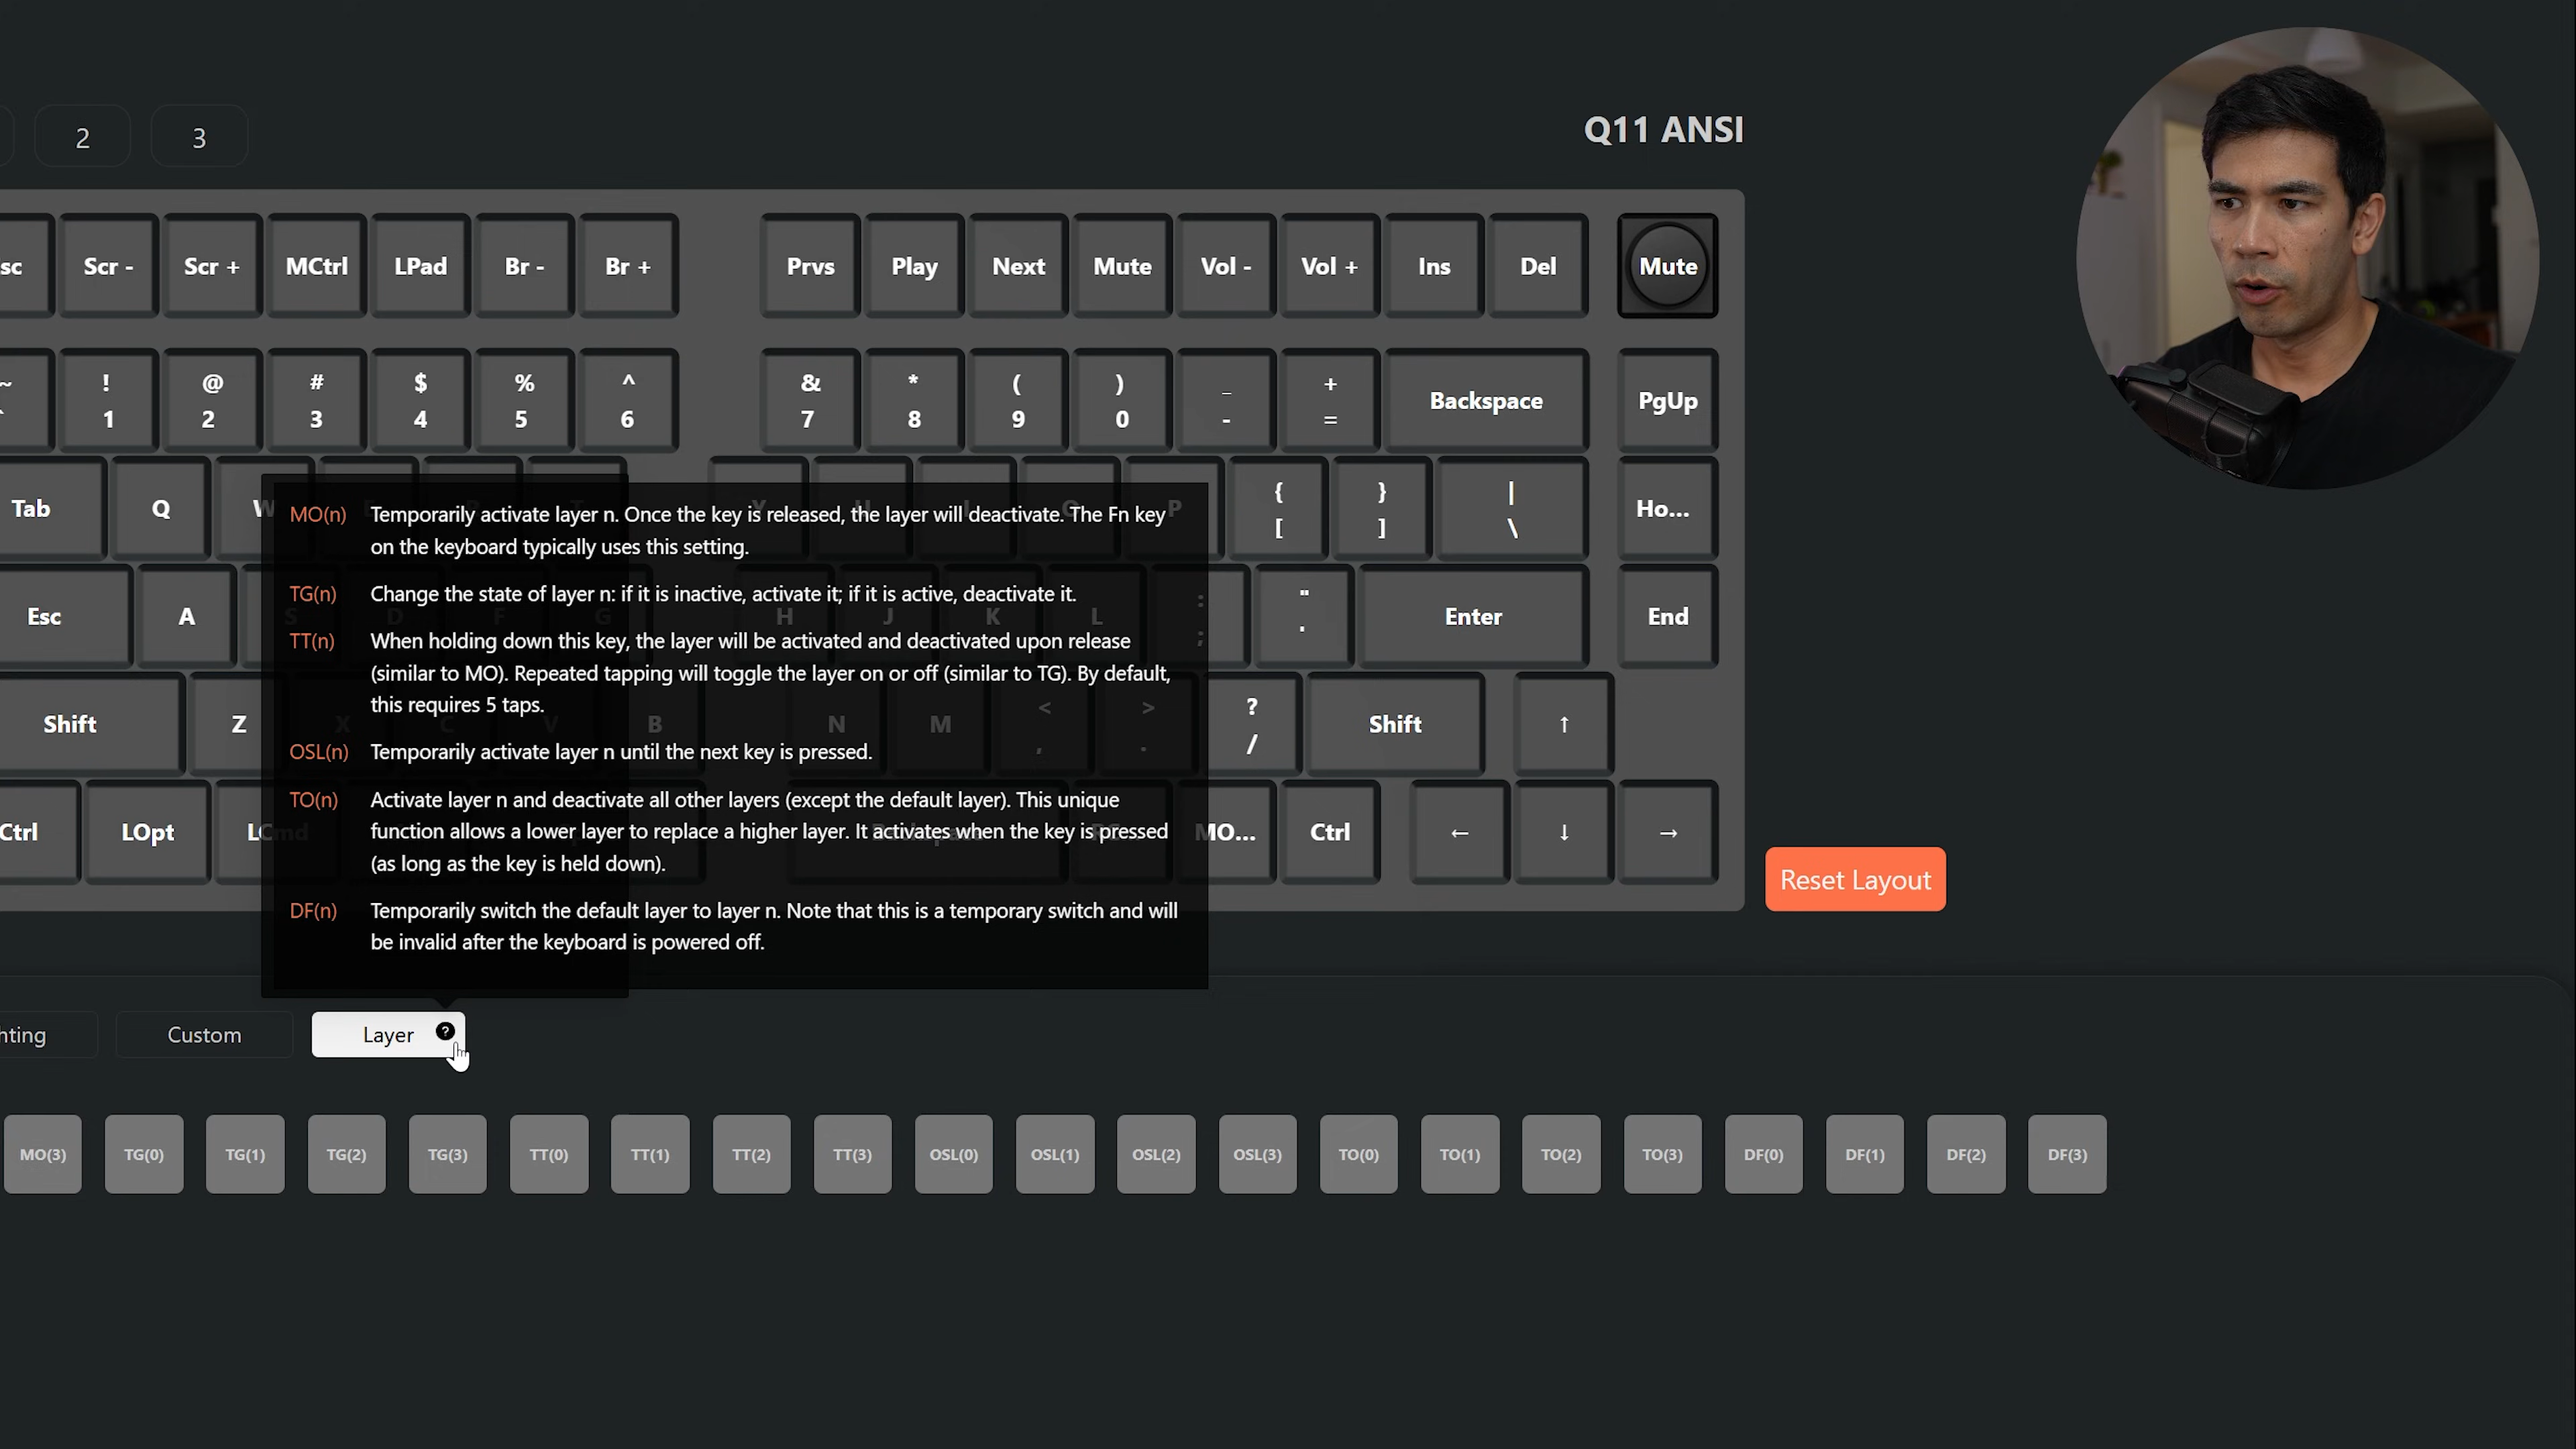 2 3
Q11 ANSI
sc Scr - Scr + MCtrl LPad Br - Br + Prvs Play Next Mute Vol - Vol + Ins Del Mute
~ ! @ # $ % ^ & * ( ) _ +
` 1 2 3 4 5 6 7 8 9 0 - = Backspace PgUp
Tab Q W P { } |
[ ] \ Ho...
Esc A S D F G H J K L : "
; , Enter End
Shift Z X C V B N M < > ?
, . / Shift ↑
Ctrl LOpt LCmd Backspace MO... Ctrl ← ↓ →
MO(n) Temporarily activate layer n. Once the key is released, the layer will deactivate. The Fn key
on the keyboard typically uses this setting.
TG(n) Change the state of layer n: if it is inactive, activate it; if it is active, deactivate it.
TT(n) When holding down this key, the layer will be activated and deactivated upon release
(similar to MO). Repeated tapping will toggle the layer on or off (similar to TG). By default,
this requires 5 taps.
OSL(n) Temporarily activate layer n until the next key is pressed.
TO(n) Activate layer n and deactivate all other layers (except the default layer). This unique
function allows a lower layer to replace a higher layer. It activates when the key is pressed
(as long as the key is held down).
DF(n) Temporarily switch the default layer to layer n. Note that this is a temporary switch and will
be invalid after the keyboard is powered off.
Reset Layout
hting Custom Layer ?
MO(3) TG(0) TG(1) TG(2) TG(3) TT(0) TT(1) TT(2) TT(3) OSL(0) OSL(1) OSL(2) OSL(3) TO(0) TO(1) TO(2) TO(3) DF(0) DF(1) DF(2) DF(3)